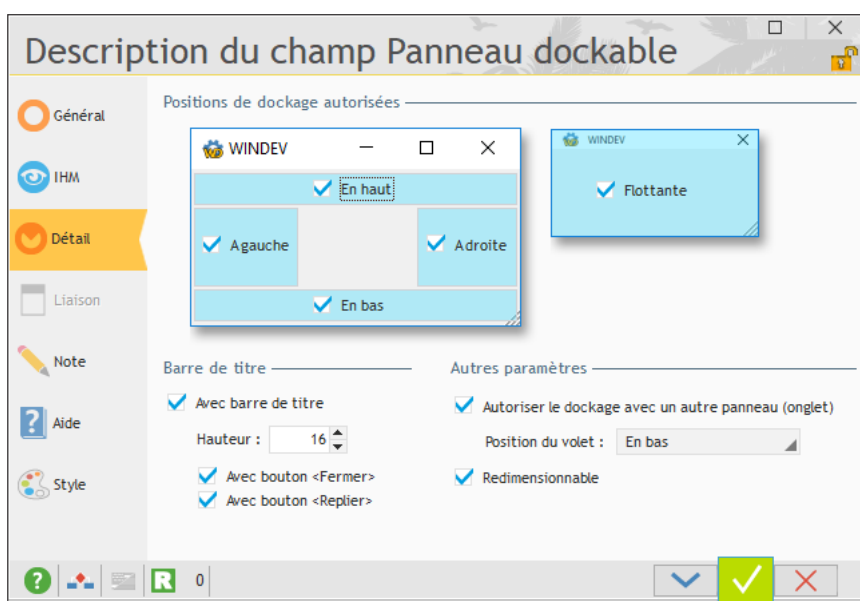 Description du champ Panneau dockable
Général
IHM
Détail
Liaison
Note
Aide
Style
Positions de dockage autorisées
WINDEV
En haut
Agauche
Adroite
En bas
WINDEV
Flottante
Barre de titre
Avec barre de titre
Hauteur : 16
Avec bouton <Fermer>
Avec bouton <Replier>
Autres paramètres
Autoriser le dockage avec un autre panneau (onglet)
Position du volet : En bas
Redimensionnable
? R 0